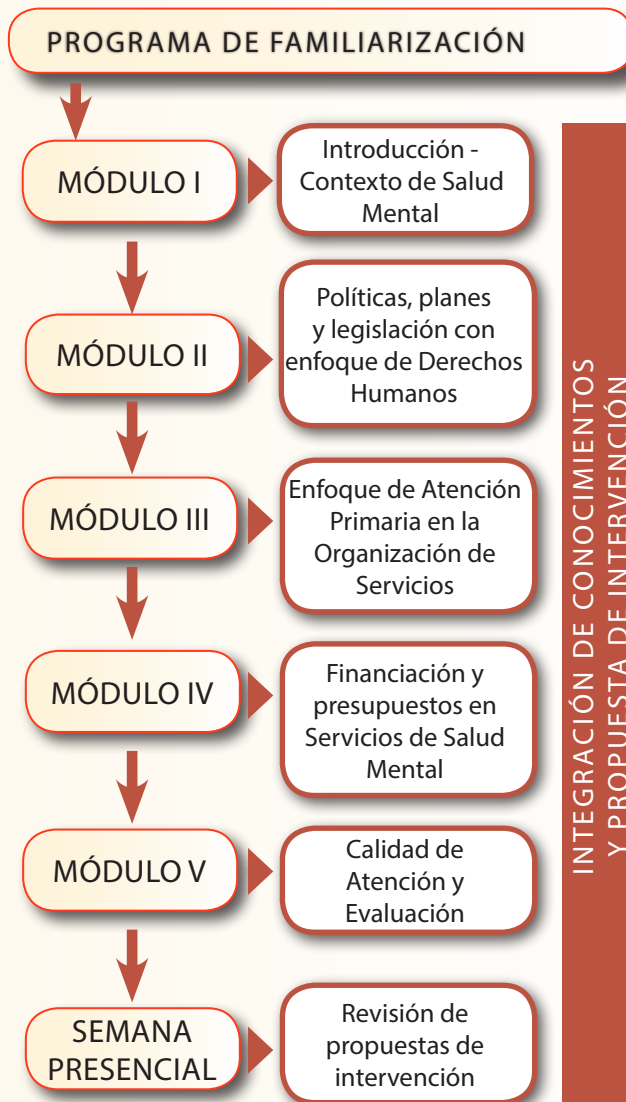 PROGRAMA DE FAMILIARIZACIÓN
MÓDULO I
Introducción -
Contexto de Salud
Mental
MÓDULO II
Políticas, planes
y legislación con
enfoque de Derechos
Humanos
MÓDULO III
Enfoque de Atención
Primaria en la
Organización de
Servicios
MÓDULO IV
Financiación y
presupuestos en
Servicios de Salud
Mental
MÓDULO V
Calidad de
Atención y
Evaluación
SEMANA
PRESENCIAL
Revisión de
propuestas de
intervención
INTEGRACIÓN DE CONOCIMIENTOS
Y PROPUESTA DE INTERVENCIÓN